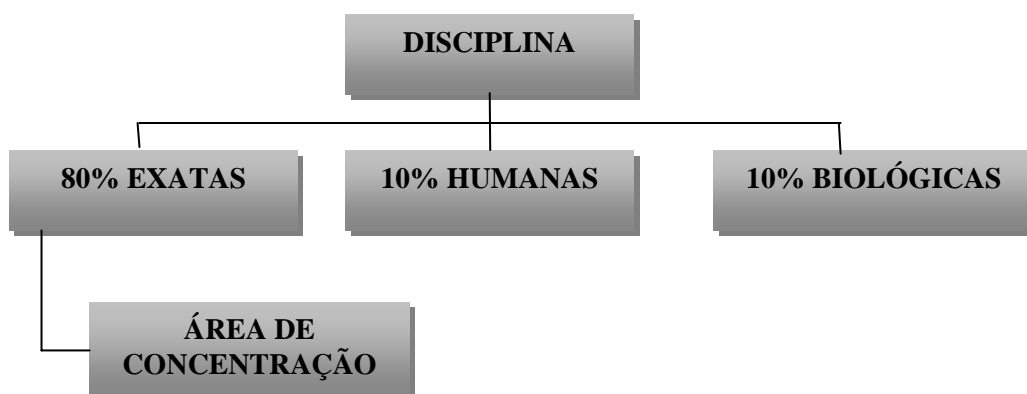 DISCIPLINA
80% EXATAS
10% HUMANAS
10% BIOLÓGICAS
ÁREA DE
CONCENTRAÇÃO